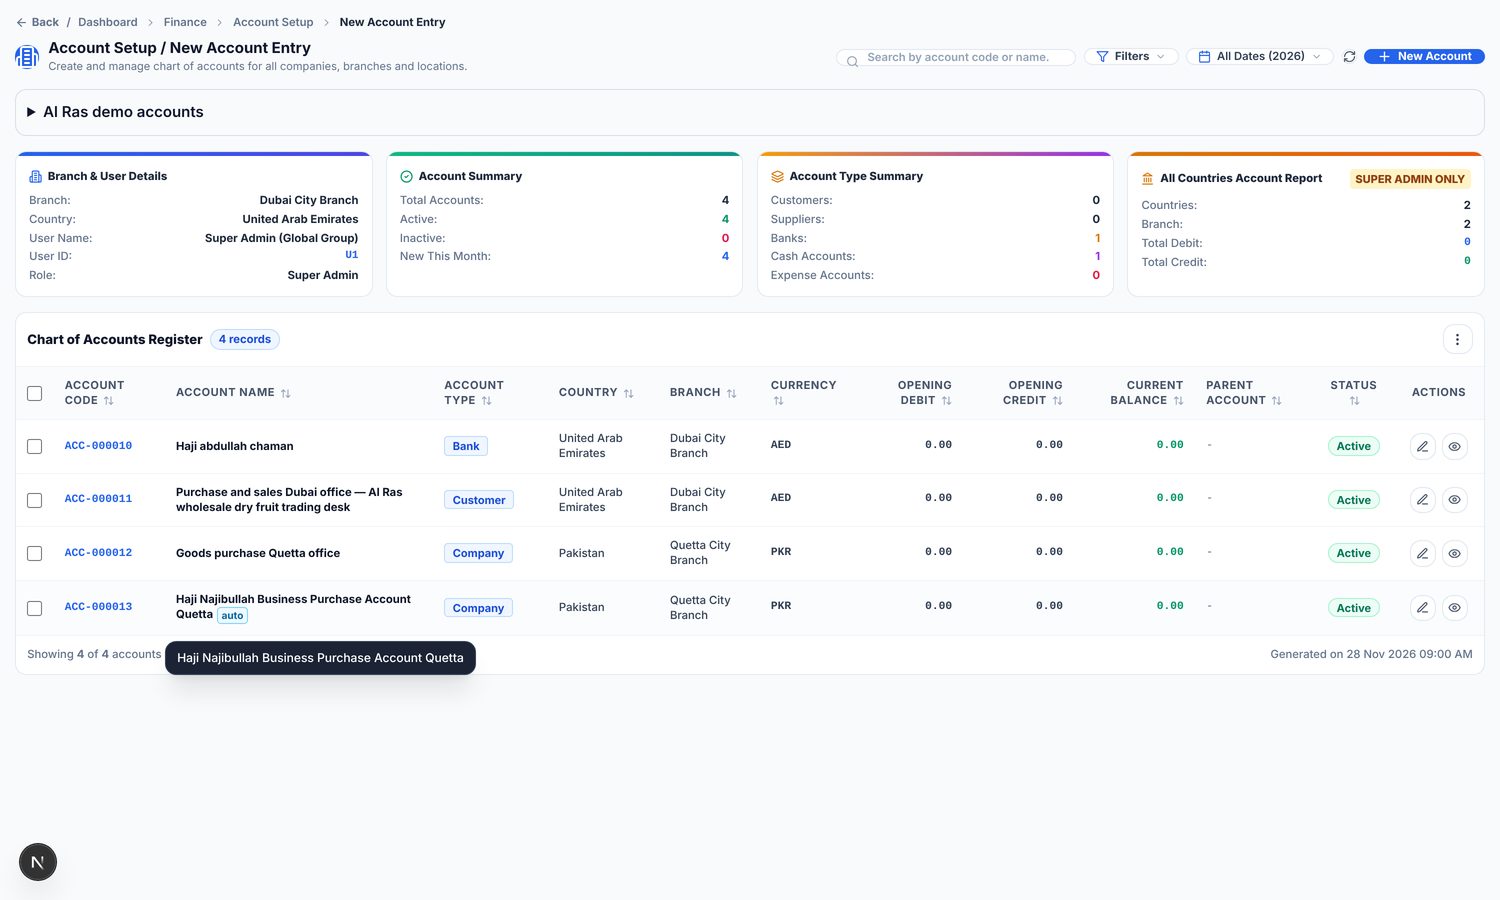 Back / Dashboard > Finance > Account Setup > New Account Entry
Account Setup / New Account Entry
Create and manage chart of accounts for all companies, branches and locations.
Search by account code or name.
Filters
All Dates (2026)
New Account
Al Ras demo accounts
Branch & User Details
Branch: Dubai City Branch
Country: United Arab Emirates
User Name: Super Admin (Global Group)
User ID: U1
Role: Super Admin
Account Summary
Total Accounts: 4
Active: 4
Inactive: 0
New This Month: 4
Account Type Summary
Customers: 0
Suppliers: 0
Banks: 1
Cash Accounts: 1
Expense Accounts: 0
All Countries Account Report SUPER ADMIN ONLY
Countries: 2
Branch: 2
Total Debit: 0
Total Credit: 0
Chart of Accounts Register 4 records
ACCOUNT CODE ACCOUNT NAME ACCOUNT TYPE COUNTRY BRANCH CURRENCY OPENING DEBIT OPENING CREDIT CURRENT BALANCE PARENT ACCOUNT STATUS ACTIONS
ACC-000010 Haji abdullah chaman Bank United Arab Emirates Dubai City Branch AED 0.00 0.00 0.00 - Active
ACC-000011 Purchase and sales Dubai office — Al Ras wholesale dry fruit trading desk Customer United Arab Emirates Dubai City Branch AED 0.00 0.00 0.00 - Active
ACC-000012 Goods purchase Quetta office Company Pakistan Quetta City Branch PKR 0.00 0.00 0.00 - Active
ACC-000013 Haji Najibullah Business Purchase Account Quetta auto Company Pakistan Quetta City Branch PKR 0.00 0.00 0.00 - Active
Showing 4 of 4 accounts
Haji Najibullah Business Purchase Account Quetta
Generated on 28 Nov 2026 09:00 AM
N